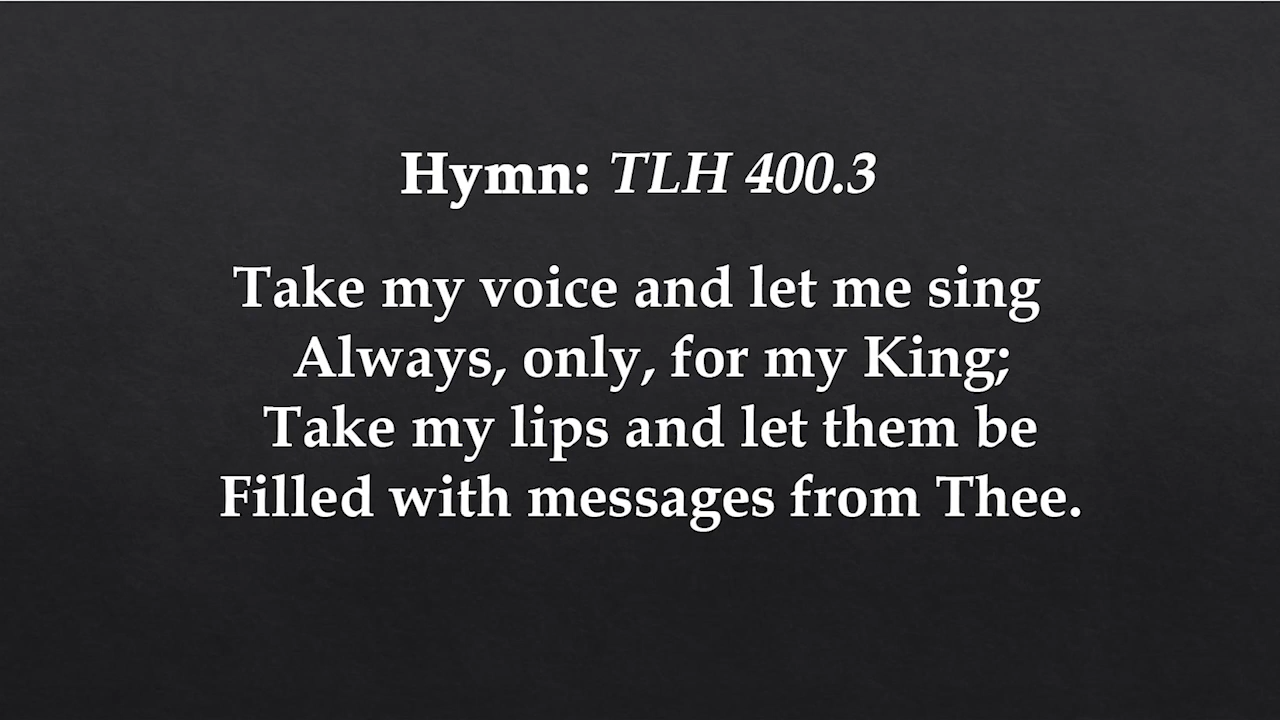 Hymn: TLH 400.3
Take my voice and let me sing
Always, only, for my King;
Take my lips and let them be
Filled with messages from Thee.